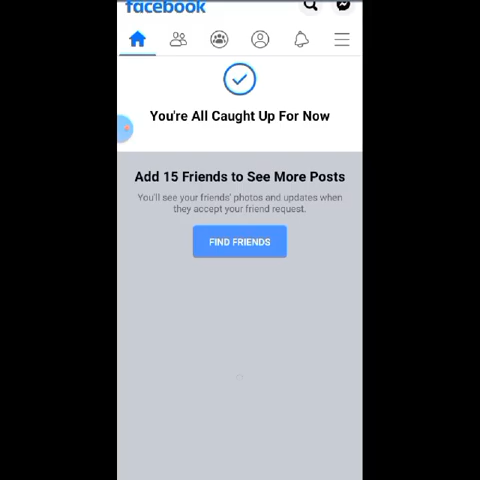 facebook
You're All Caught Up For Now
Add 15 Friends to See More Posts
You'll see your friends' photos and updates when
they accept your friend request.
FIND FRIENDS